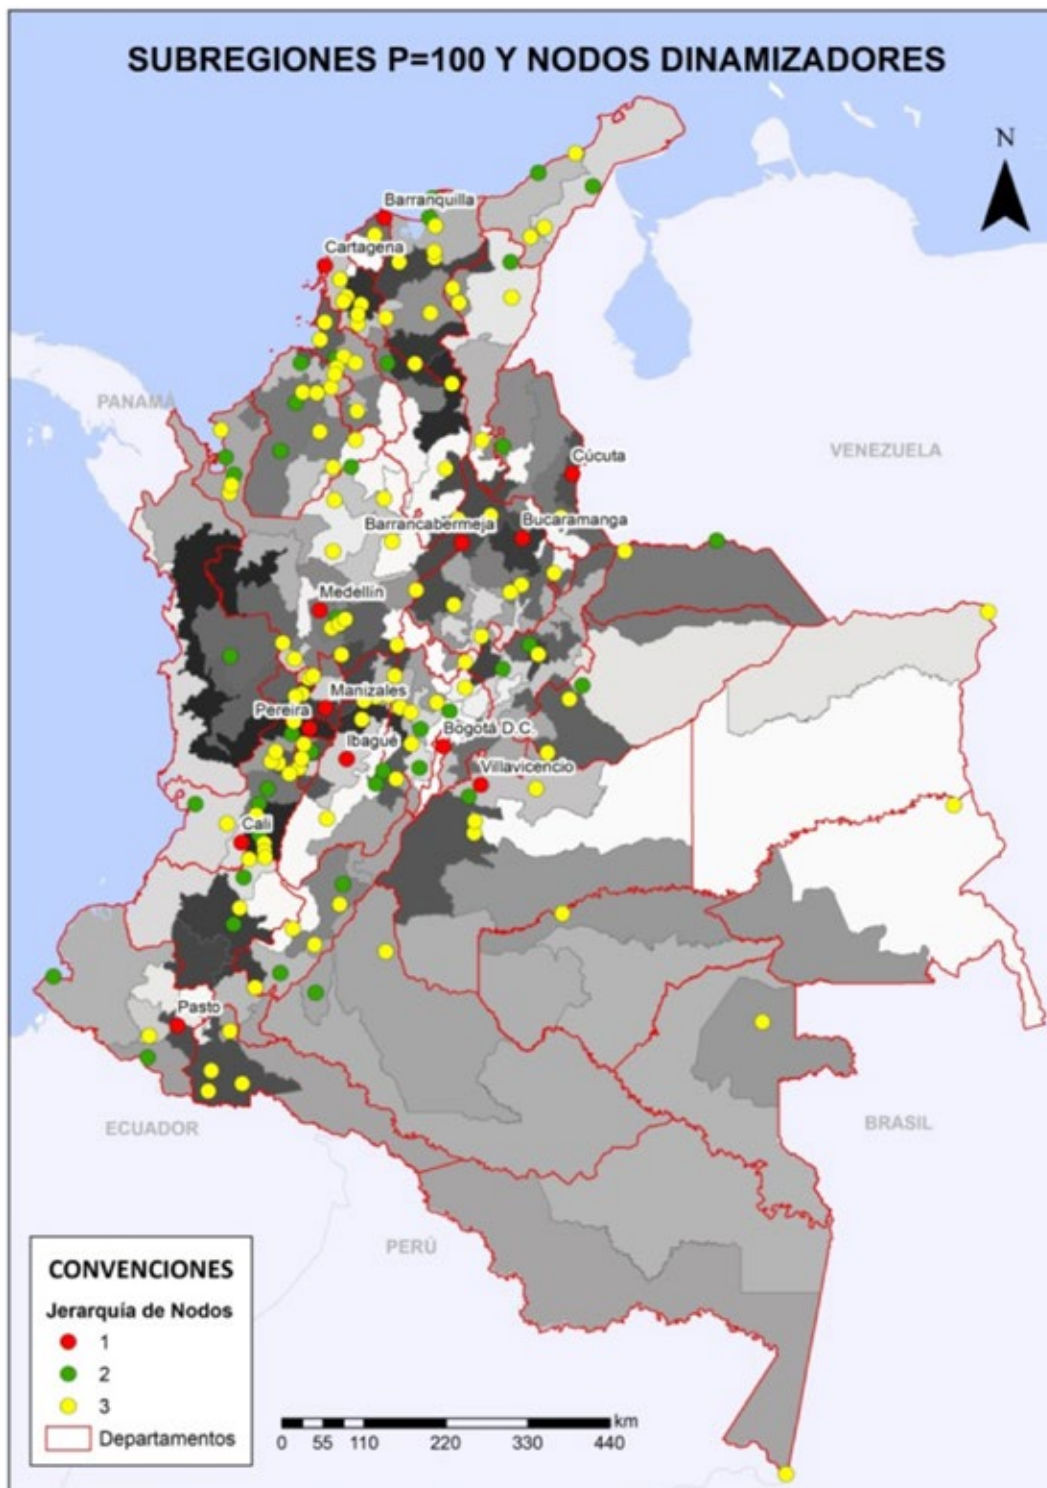 SUBREGIONES P=100 Y NODOS DINAMIZADORES
N
Barranquilla
Cartagena
PANAMÁ
VENEZUELA
Cúcuta
Barrancabermeja
Bucaramanga
Medellín
Manizales
Pereira
Ibagué
Bogotá D.C.
Villavicencio
Cali
Pasto
ECUADOR
BRASIL
PERÚ
CONVENCIONES
Jerarquía de Nodos
1
2
3
Departamentos
km
0 55 110 220 330 440